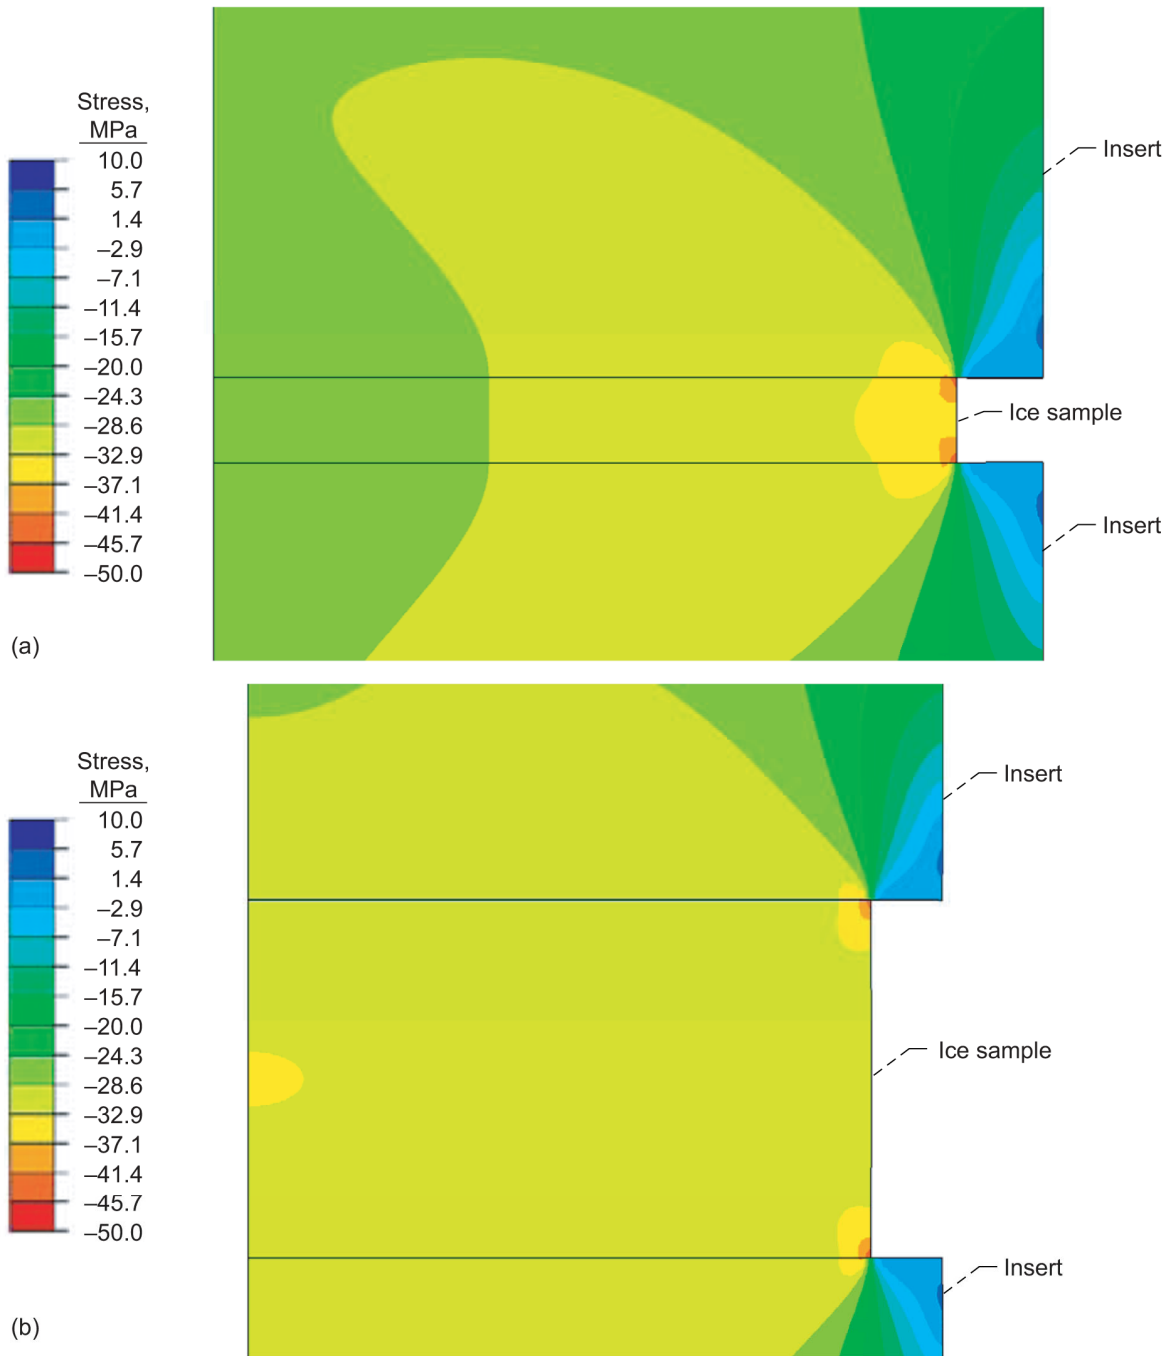 Stress,
MPa
10.0
5.7
1.4
–2.9
–7.1
–11.4
–15.7
–20.0
–24.3
–28.6
–32.9
–37.1
–41.4
–45.7
–50.0
Insert
Ice sample
Insert
(a)
Stress,
MPa
10.0
5.7
1.4
–2.9
–7.1
–11.4
–15.7
–20.0
–24.3
–28.6
–32.9
–37.1
–41.4
–45.7
–50.0
Insert
Ice sample
Insert
(b)